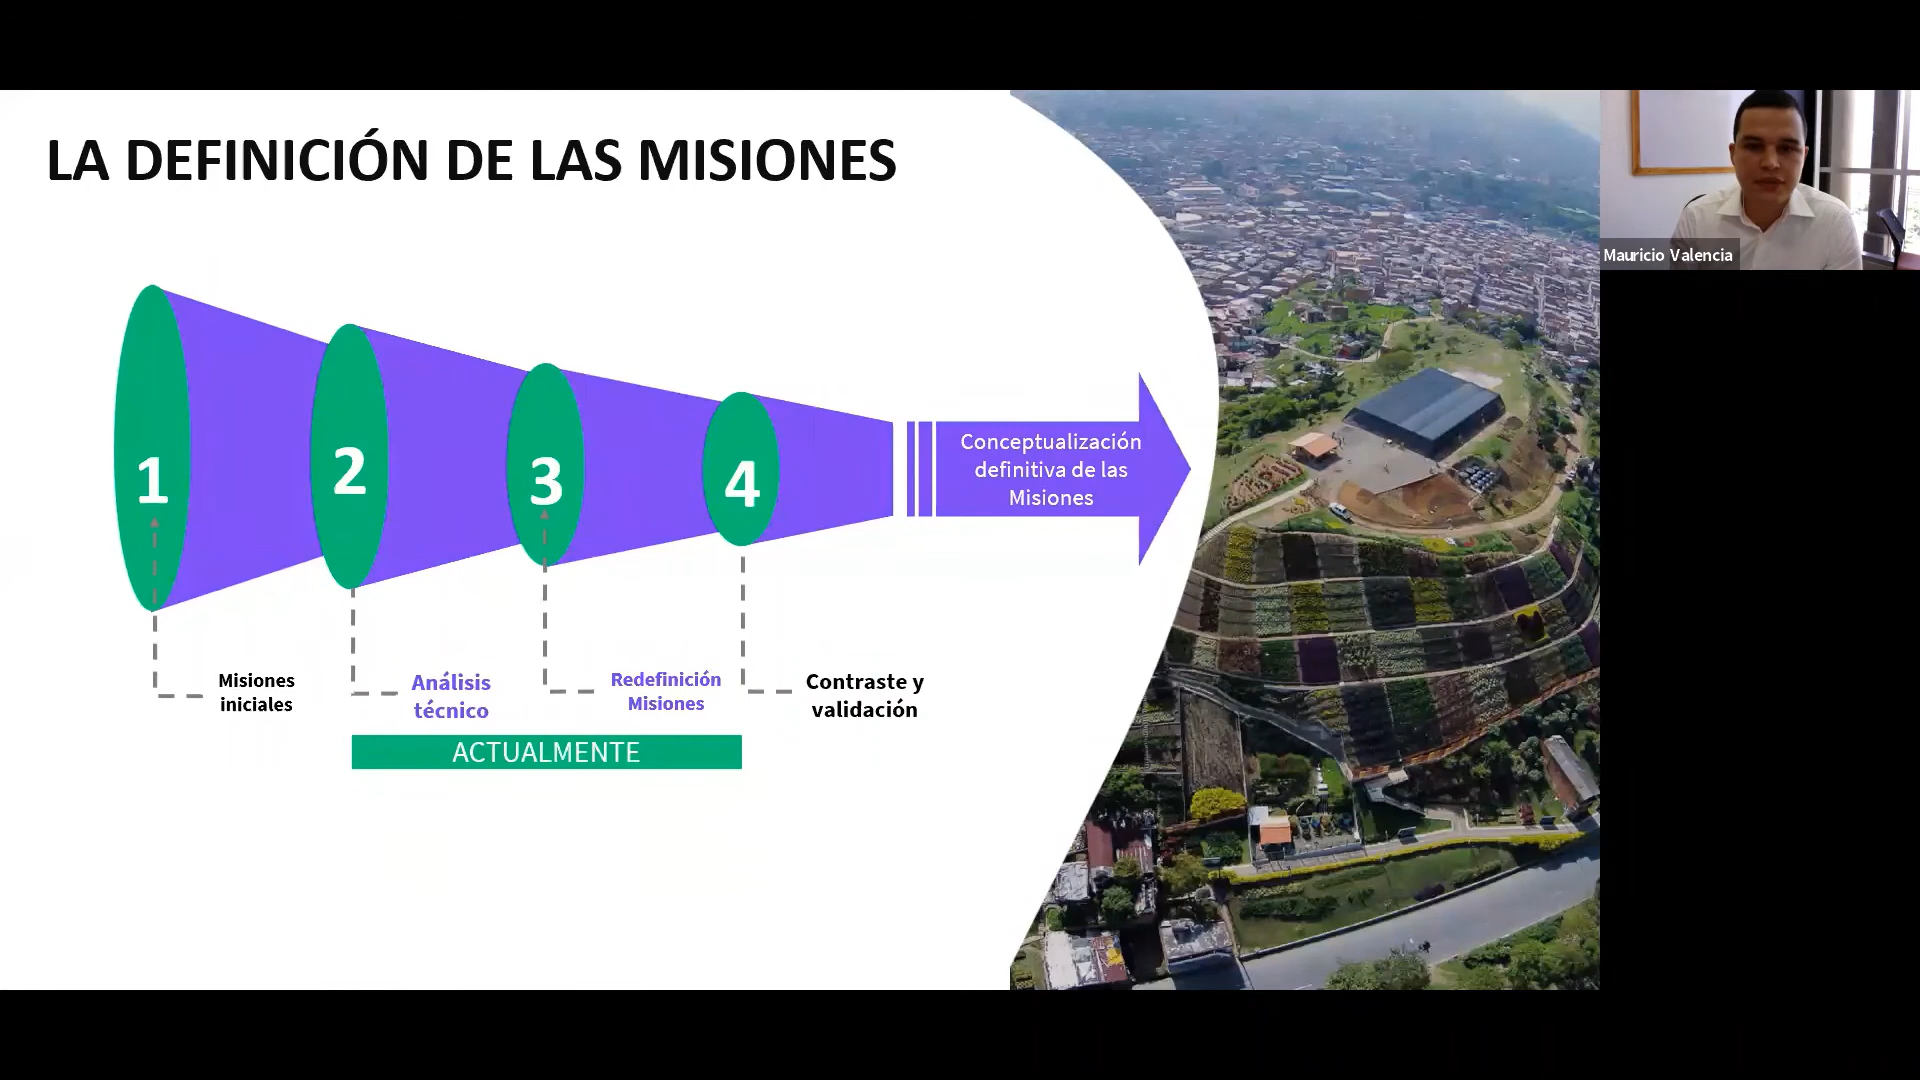 LA DEFINICIÓN DE LAS MISIONES
Mauricio Valencia
1
2
3
4
Conceptualización
definitiva de las
Misiones
Misiones
iniciales
Análisis
técnico
Redefinición
Misiones
Contraste y
validación
ACTUALMENTE